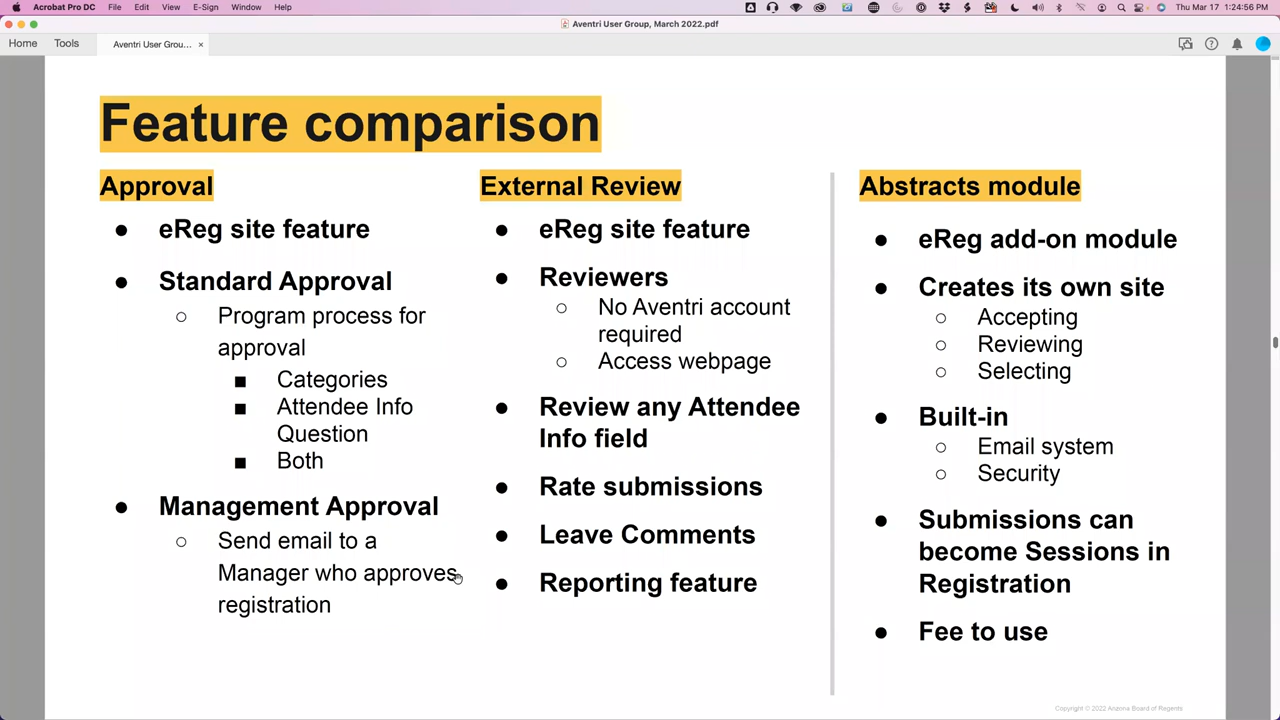 Acrobat Pro DC File Edit View E-Sign Window Help Thu Mar 17 1:24:56 PM
Aventri User Group, March 2022.pdf
Home Tools Aventri User Grou... ×
Feature comparison
Approval
● eReg site feature
● Standard Approval
○ Program process for
approval
■ Categories
■ Attendee Info
Question
■ Both
● Management Approval
○ Send email to a
Manager who approves
registration
External Review
● eReg site feature
● Reviewers
○ No Aventri account
required
○ Access webpage
● Review any Attendee
Info field
● Rate submissions
● Leave Comments
● Reporting feature
Abstracts module
● eReg add-on module
● Creates its own site
○ Accepting
○ Reviewing
○ Selecting
● Built-in
○ Email system
○ Security
● Submissions can
become Sessions in
Registration
● Fee to use
Copyright © 2022 Arizona Board of Regents